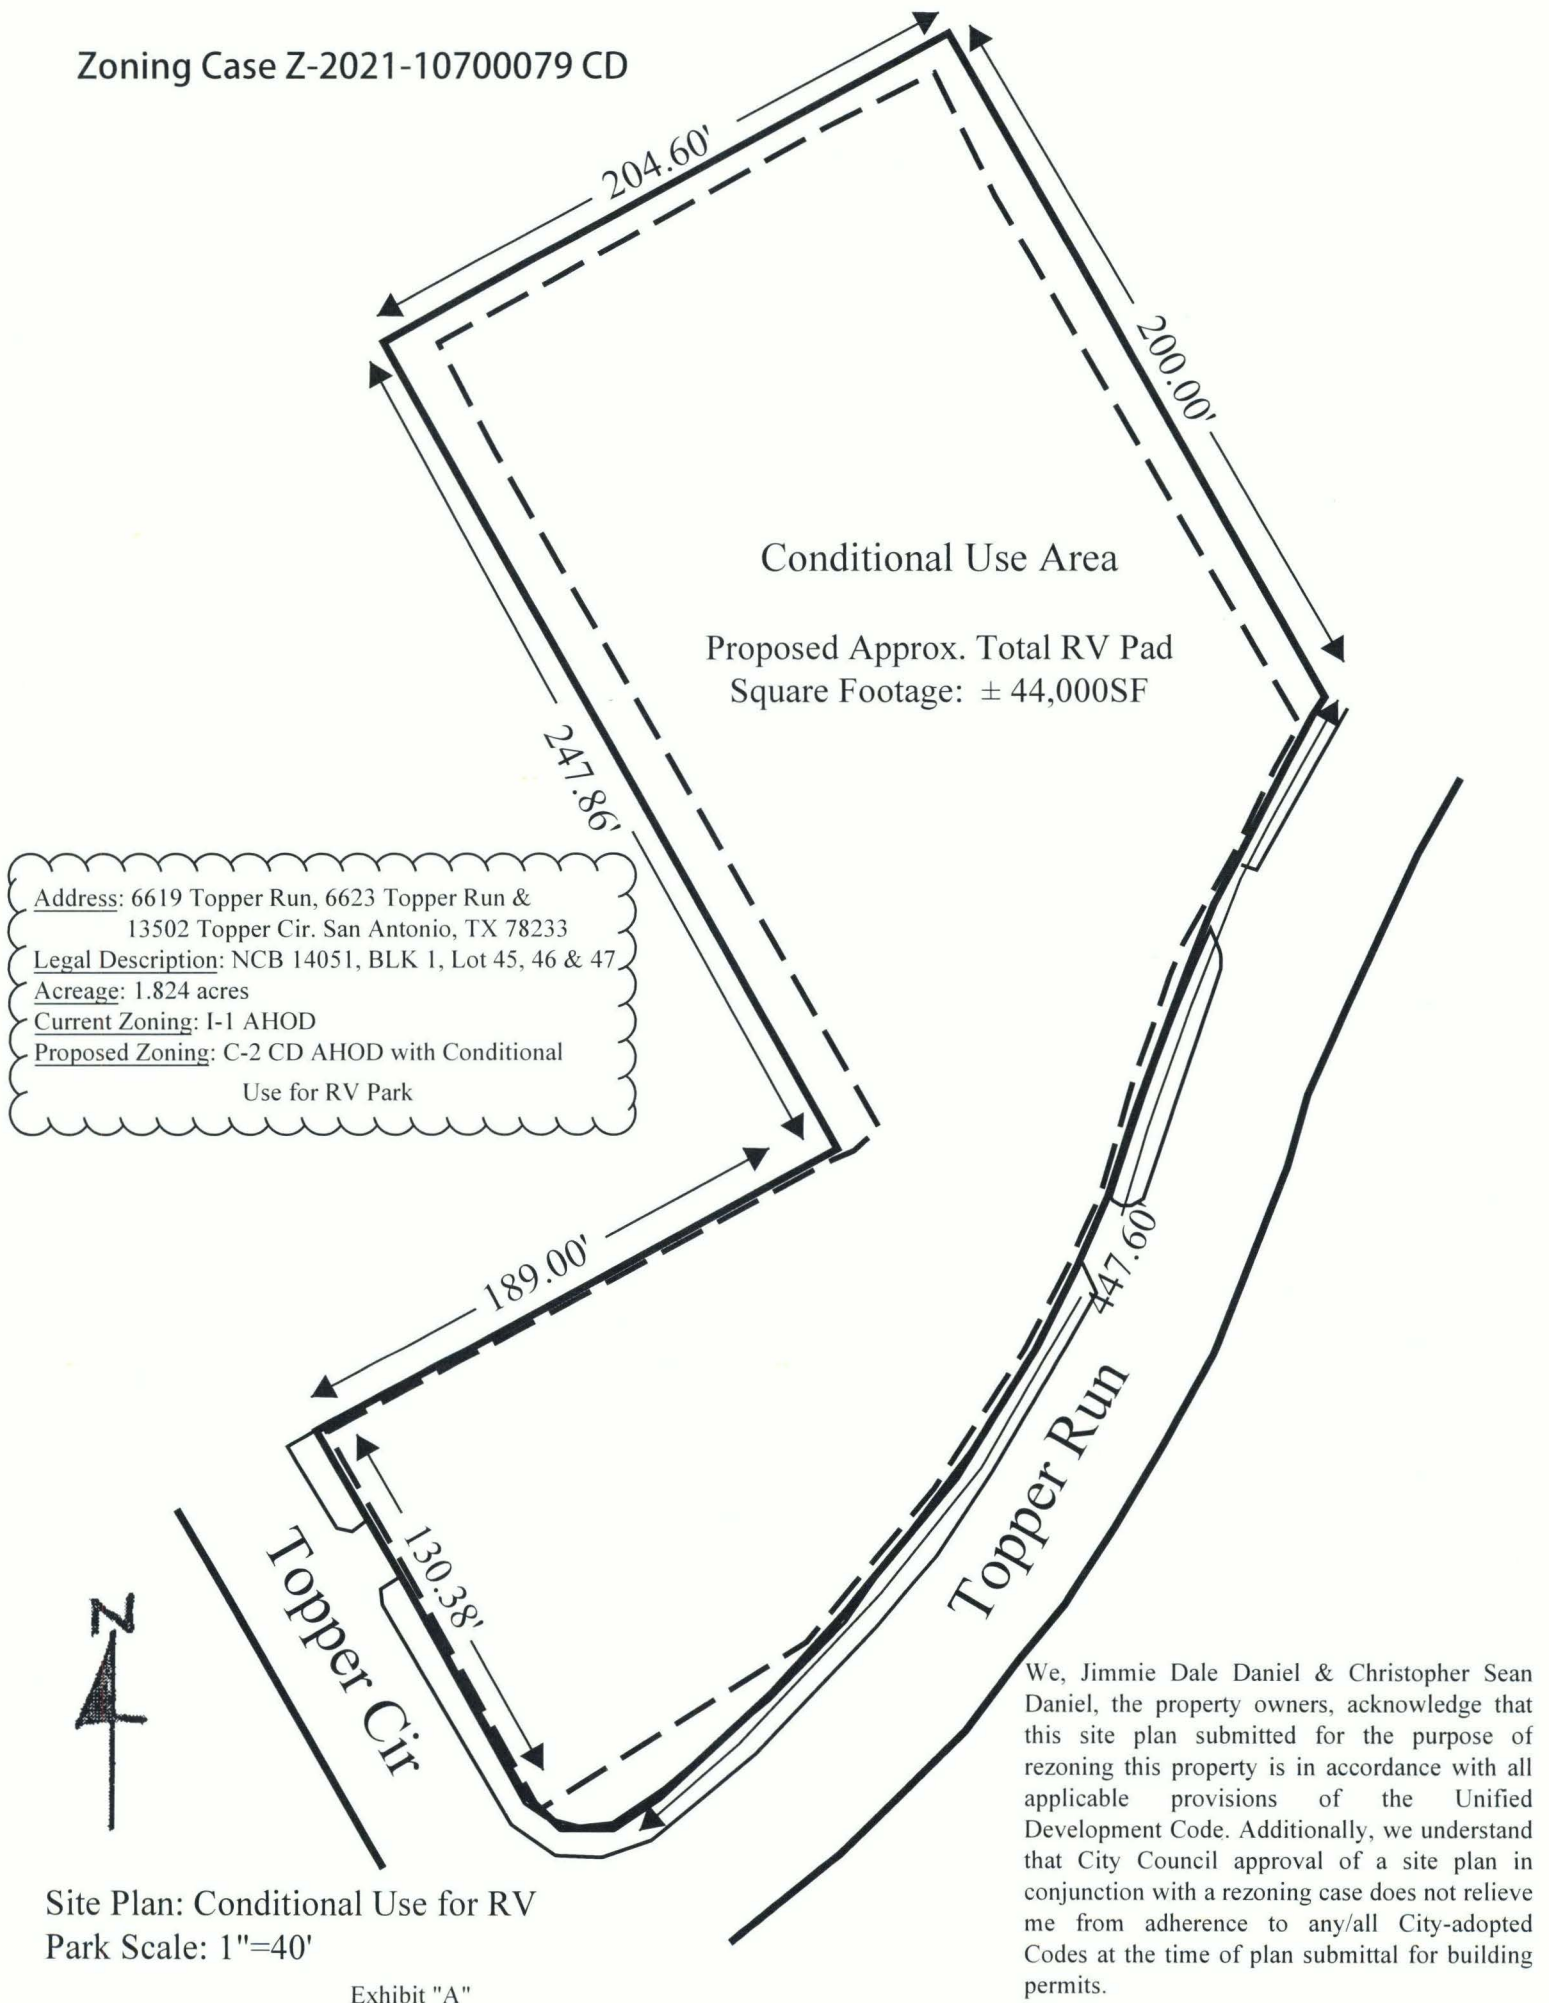 Zoning Case Z-2021-10700079 CD
204.60'
200.00'
Conditional Use Area
Proposed Approx. Total RV Pad
Square Footage: ± 44,000SF
247.86'
Address: 6619 Topper Run, 6623 Topper Run &
13502 Topper Cir. San Antonio, TX 78233
Legal Description: NCB 14051, BLK 1, Lot 45, 46 & 47
Acreage: 1.824 acres
Current Zoning: I-1 AHOD
Proposed Zoning: C-2 CD AHOD with Conditional
Use for RV Park
189.00'
447.60'
Topper Run
130.38'
Topper Cir
N
We, Jimmie Dale Daniel & Christopher Sean
Daniel, the property owners, acknowledge that
this site plan submitted for the purpose of
rezoning this property is in accordance with all
applicable provisions of the Unified
Development Code. Additionally, we understand
that City Council approval of a site plan in
conjunction with a rezoning case does not relieve
me from adherence to any/all City-adopted
Codes at the time of plan submittal for building
permits.
Site Plan: Conditional Use for RV
Park Scale: 1"=40'
Exhibit "A"